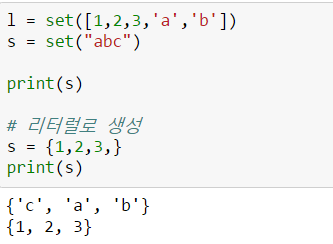 l = set([1,2,3,'a','b'])
s = set("abc")
print(s)
# 리터럴로 생성
s = {1,2,3,}
print(s)
{'c', 'a', 'b'}
{1, 2, 3}